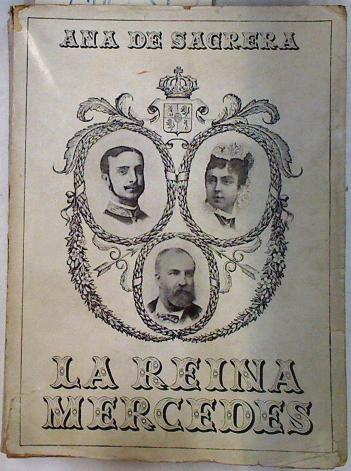 ANA DE SAGRERA
LA REINA
MERCEDES